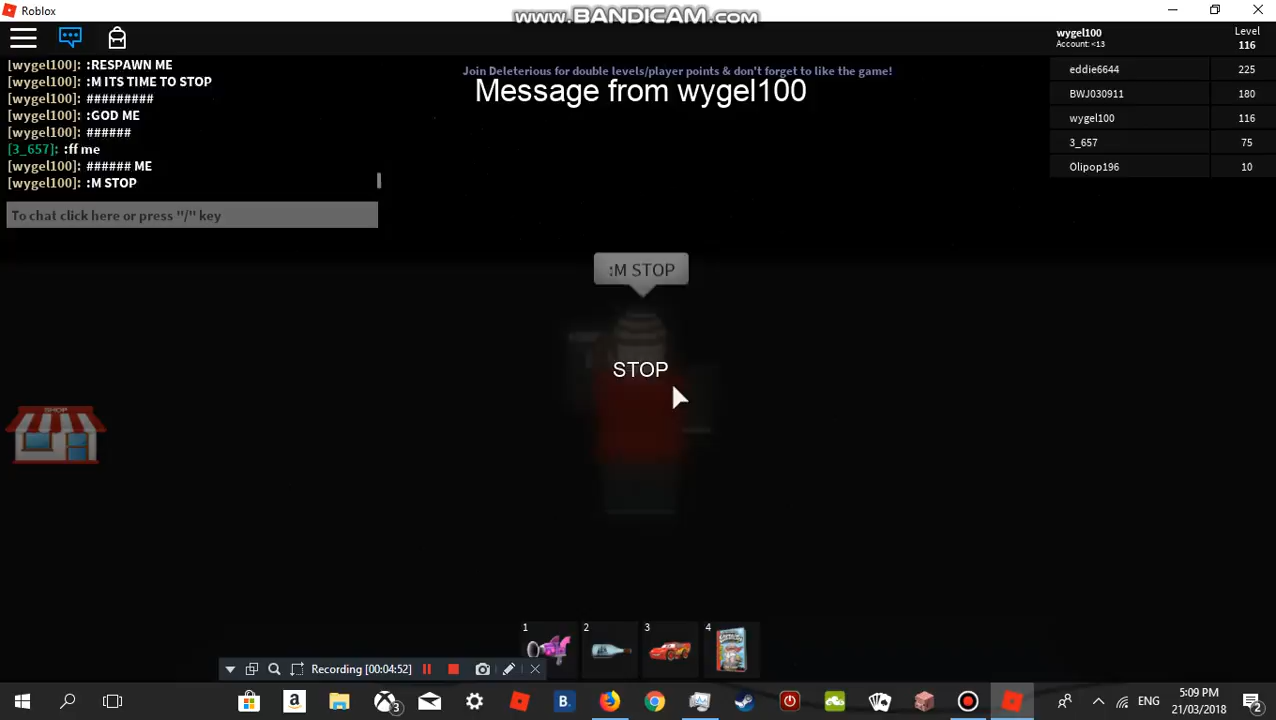 Roblox
www.BANDICAM.com
wygel100
Account: <13
Level
116
[wygel100]: :RESPAWN ME
[wygel100]: :M ITS TIME TO STOP
[wygel100]: #########
[wygel100]: :GOD ME
[wygel100]: ######
[3_657]: :ff me
[wygel100]: ###### ME
[wygel100]: :M STOP
To chat click here or press "/" key
Join Deleterious for double levels/player points & don't forget to like the game!
Message from wygel100
eddie6644 225
BWJ030911 180
wygel100 116
3_657 75
Olipop196 10
:M STOP
STOP
SHOP
1 2 3 4
Recording [00:04:52]
ENG
5:09 PM
21/03/2018
3
2